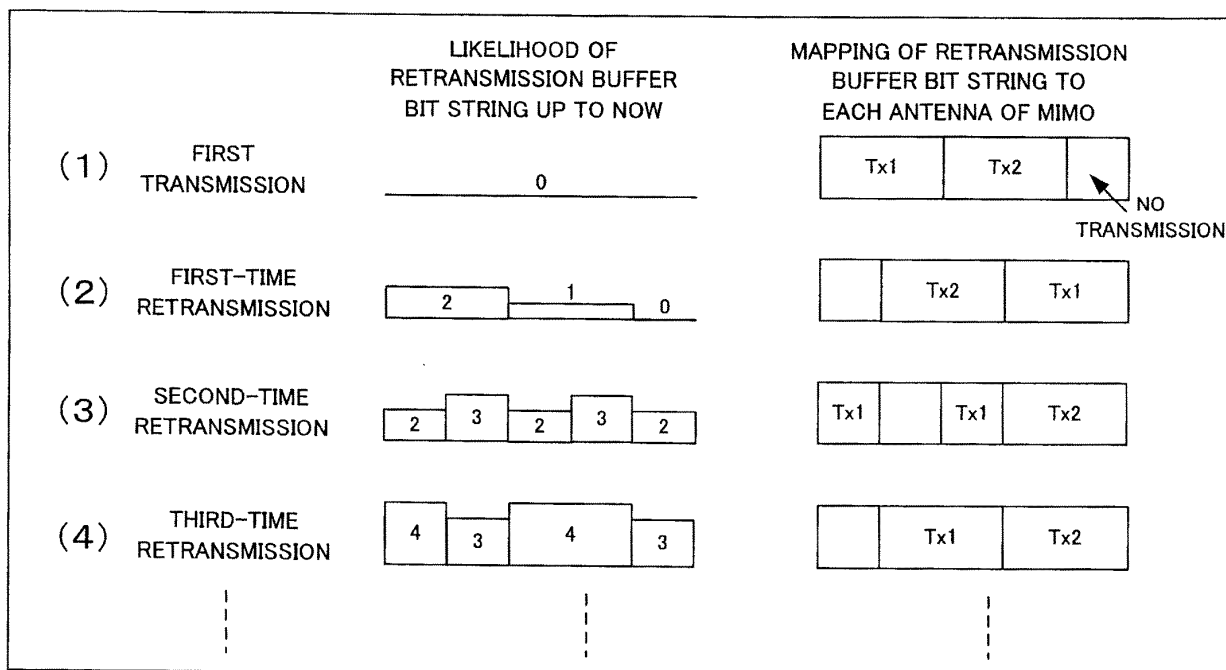 LIKELIHOOD OF
RETRANSMISSION BUFFER
BIT STRING UP TO NOW
MAPPING OF RETRANSMISSION
BUFFER BIT STRING TO
EACH ANTENNA OF MIMO
(1)
FIRST
TRANSMISSION
0
Tx1
Tx2
NO
TRANSMISSION
(2)
FIRST-TIME
RETRANSMISSION
2
1
0
Tx2
Tx1
(3)
SECOND-TIME
RETRANSMISSION
2
3
2
3
2
Tx1
Tx1
Tx2
(4)
THIRD-TIME
RETRANSMISSION
4
3
4
3
Tx1
Tx2